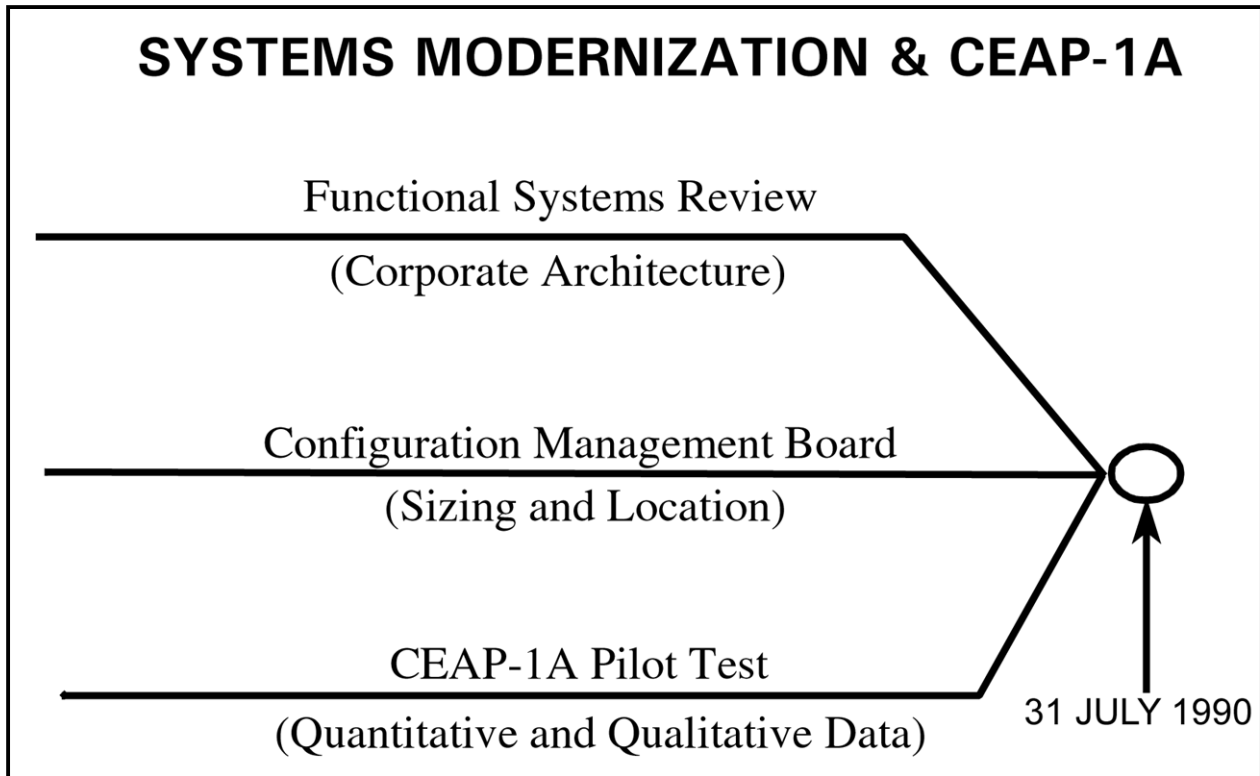 SYSTEMS MODERNIZATION & CEAP-1A
Functional Systems Review
(Corporate Architecture)
Configuration Management Board
(Sizing and Location)
CEAP-1A Pilot Test
(Quantitative and Qualitative Data)
31 JULY 1990